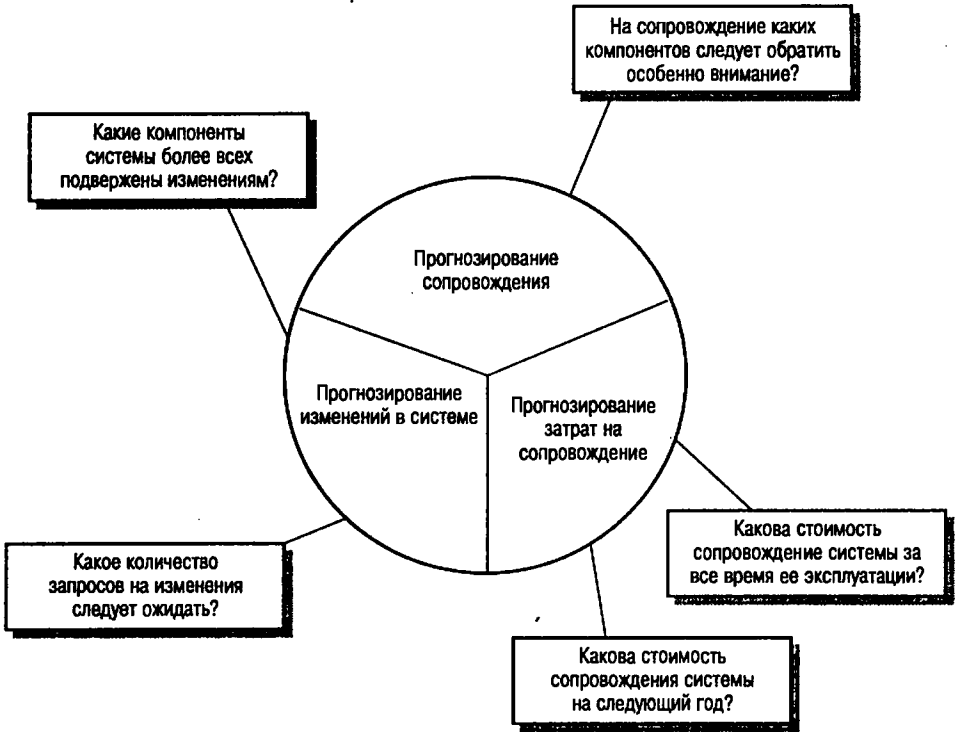 На сопровождение каких
компонентов следует обратить
особенно внимание?
Какие компоненты
системы более всех
подвержены изменениям?
Прогнозирование
сопровождения
Прогнозирование
изменений в системе
Прогнозирование
затрат на
сопровождение
Какова стоимость
сопровождение системы за
все время ее эксплуатации?
Какое количество
запросов на изменения
следует ожидать?
Какова стоимость
сопровождения системы
на следующий год?